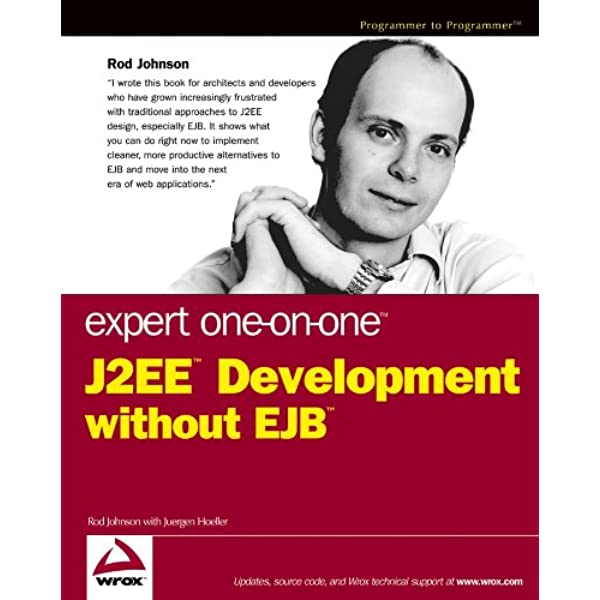 Programmer to Programmer™
Rod Johnson
"I wrote this book for architects and developers
who have grown increasingly frustrated
with traditional approaches to J2EE
design, especially EJB. It shows what
you can do right now to implement
cleaner, more productive alternatives to
EJB and move into the next
era of web applications."
expert one-on-one™
J2EE™ Development
without EJB™
Rod Johnson with Juergen Hoeller
wrox™
Updates, source code, and Wrox technical support at www.wrox.com